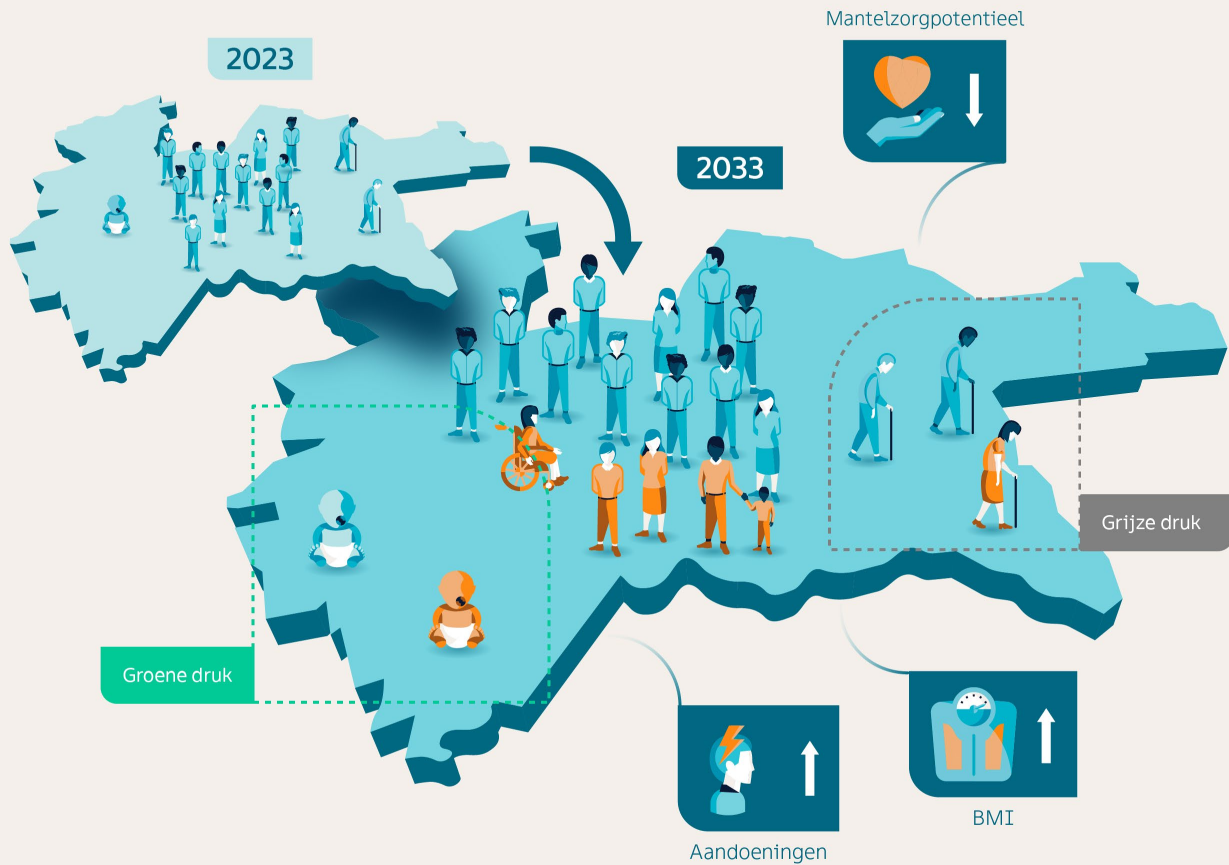 Mantelzorgpotentieel
2023
2033
Grijze druk
Groene druk
BMI
Aandoeningen